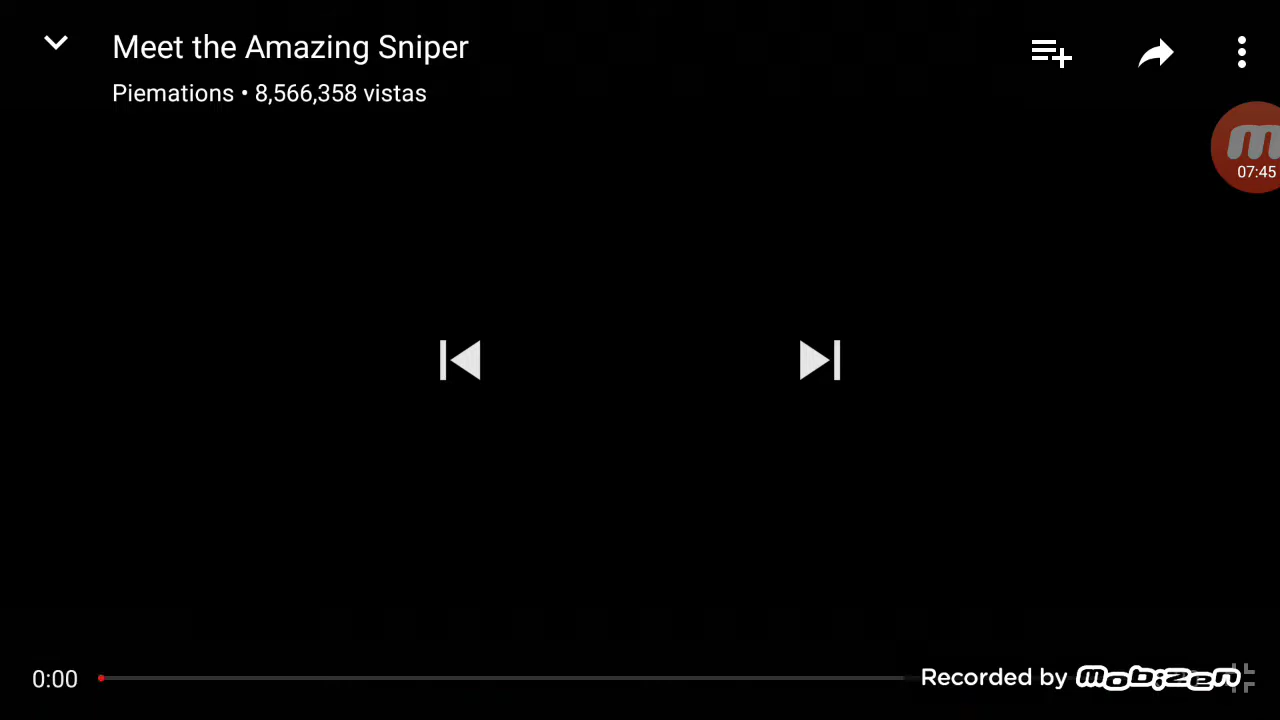 Meet the Amazing Sniper
Piemations • 8,566,358 vistas
m
07:45
0:00
Recorded by mobizen